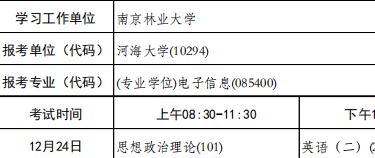 学习工作单位 南京林业大学
报考单位（代码） 河海大学(10294)
报考专业（代码） (专业学位)电子信息(085400)
考试时间 上午08:30-11:30 下午1
12月24日 思想政治理论(101) 英语（二）(